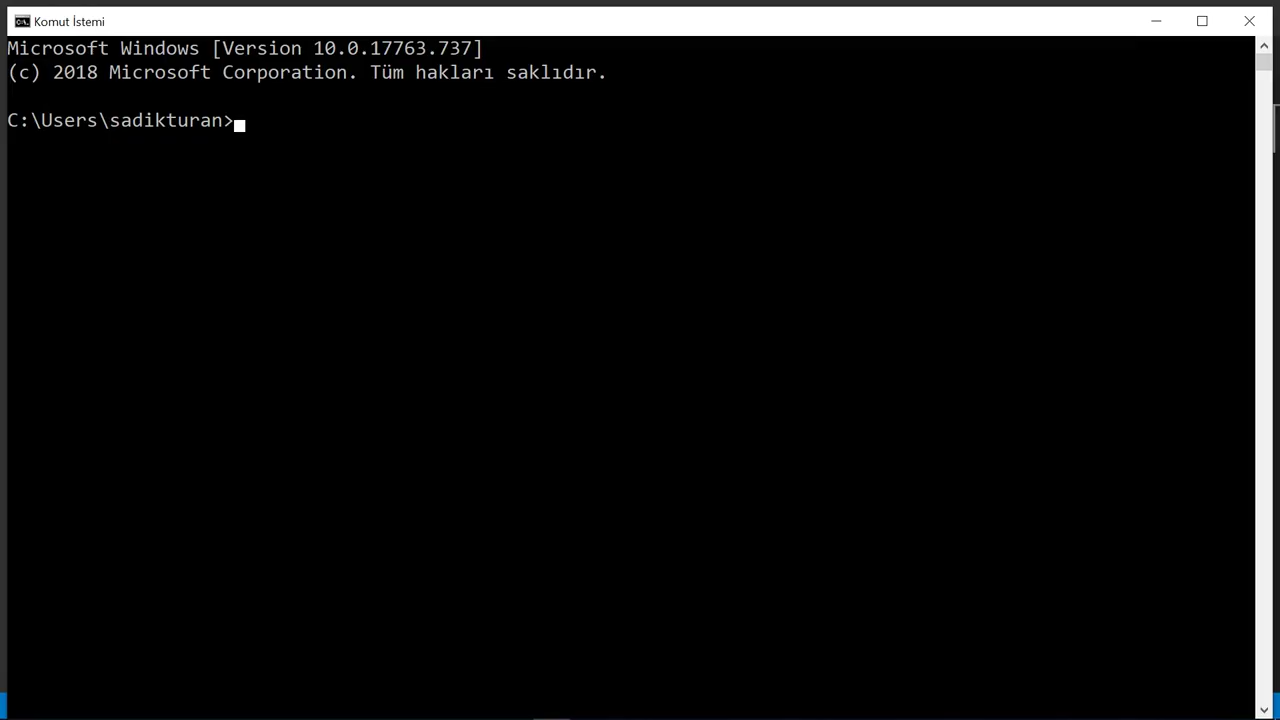 Komut İstemi
Microsoft Windows [Version 10.0.17763.737]
(c) 2018 Microsoft Corporation. Tüm hakları saklıdır.
C:\Users\sadikturan>